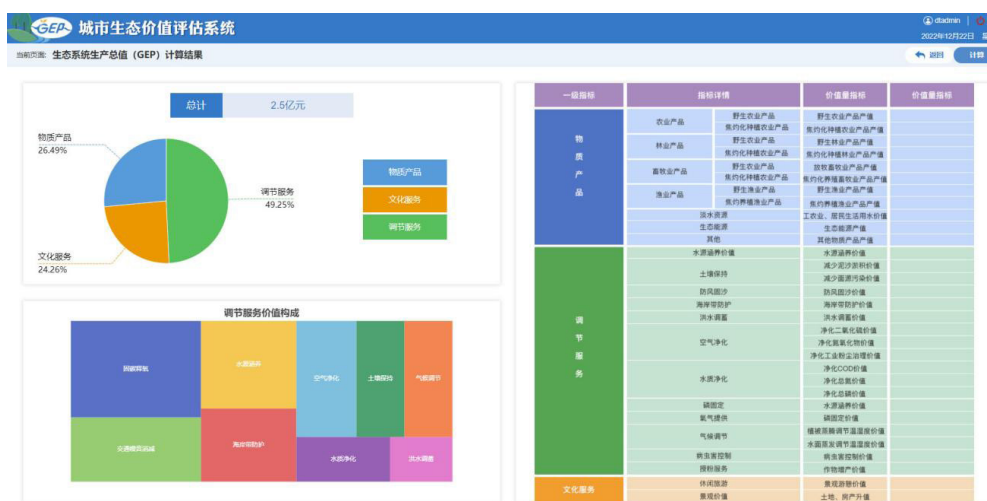 GEP 城市生态价值评估系统
dladmin
2022年12月22日
当前页面: 生态系统生产总值（GEP）计算结果
返回
计算
总计 2.5亿元
物质产品
26.49%
调节服务
49.25%
文化服务
24.26%
物质产品
文化服务
调节服务
调节服务价值构成
固碳释氧
水源涵养
空气净化
土壤保持
气候调节
海岸带防护
水质净化
洪水调蓄
一级指标 指标详情 价值量指标 价值量指标
物质产品
农业产品 野生农业产品 野生农业产品产值
集约化种植农业产品 集约化种植农业产品产值
林业产品 野生农业产品 野生林业产品产值
集约化种植农业产品 集约化种植林业产品产值
畜牧业产品 野生农业产品 放牧畜牧业产品产值
集约化种植农业产品 集约化养殖畜牧业产品产值
渔业产品 野生渔业产品 野生渔业产品产值
集约养殖渔业产品 集约养殖渔业产品产值
淡水资源 工农业、居民生活用水价值
生态能源 生态能源产值
其他 其他物质产品产值
调节服务
水源涵养价值 水源涵养价值
土壤保持 减少泥沙淤积价值
减少面源污染价值
防风固沙 防风固沙价值
海岸带防护 海岸带防护价值
洪水调蓄 洪水调蓄价值
空气净化 净化二氧化硫价值
净化氮氧化物价值
净化工业粉尘治理价值
水质净化 净化COD价值
净化总氮价值
净化总磷价值
碳固定 水源涵养价值
氧气提供 碳固定价值
气候调节 植被蒸腾调节温湿度价值
水面蒸发调节温湿度价值
病虫害控制 病虫害控制价值
授粉服务 作物增产价值
文化服务
休闲旅游 景观游憩价值
景观价值 土地、房产升值